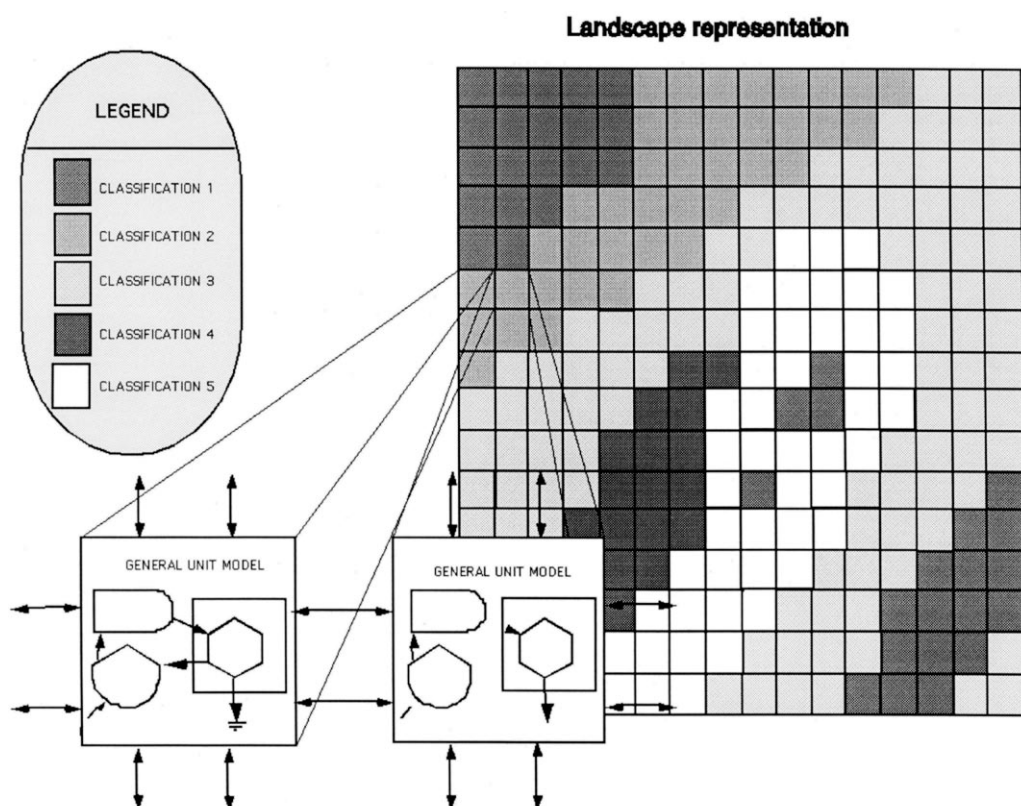 Landscape representation
LEGEND
CLASSIFICATION 1
CLASSIFICATION 2
CLASSIFICATION 3
CLASSIFICATION 4
CLASSIFICATION 5
GENERAL UNIT MODEL
GENERAL UNIT MODEL